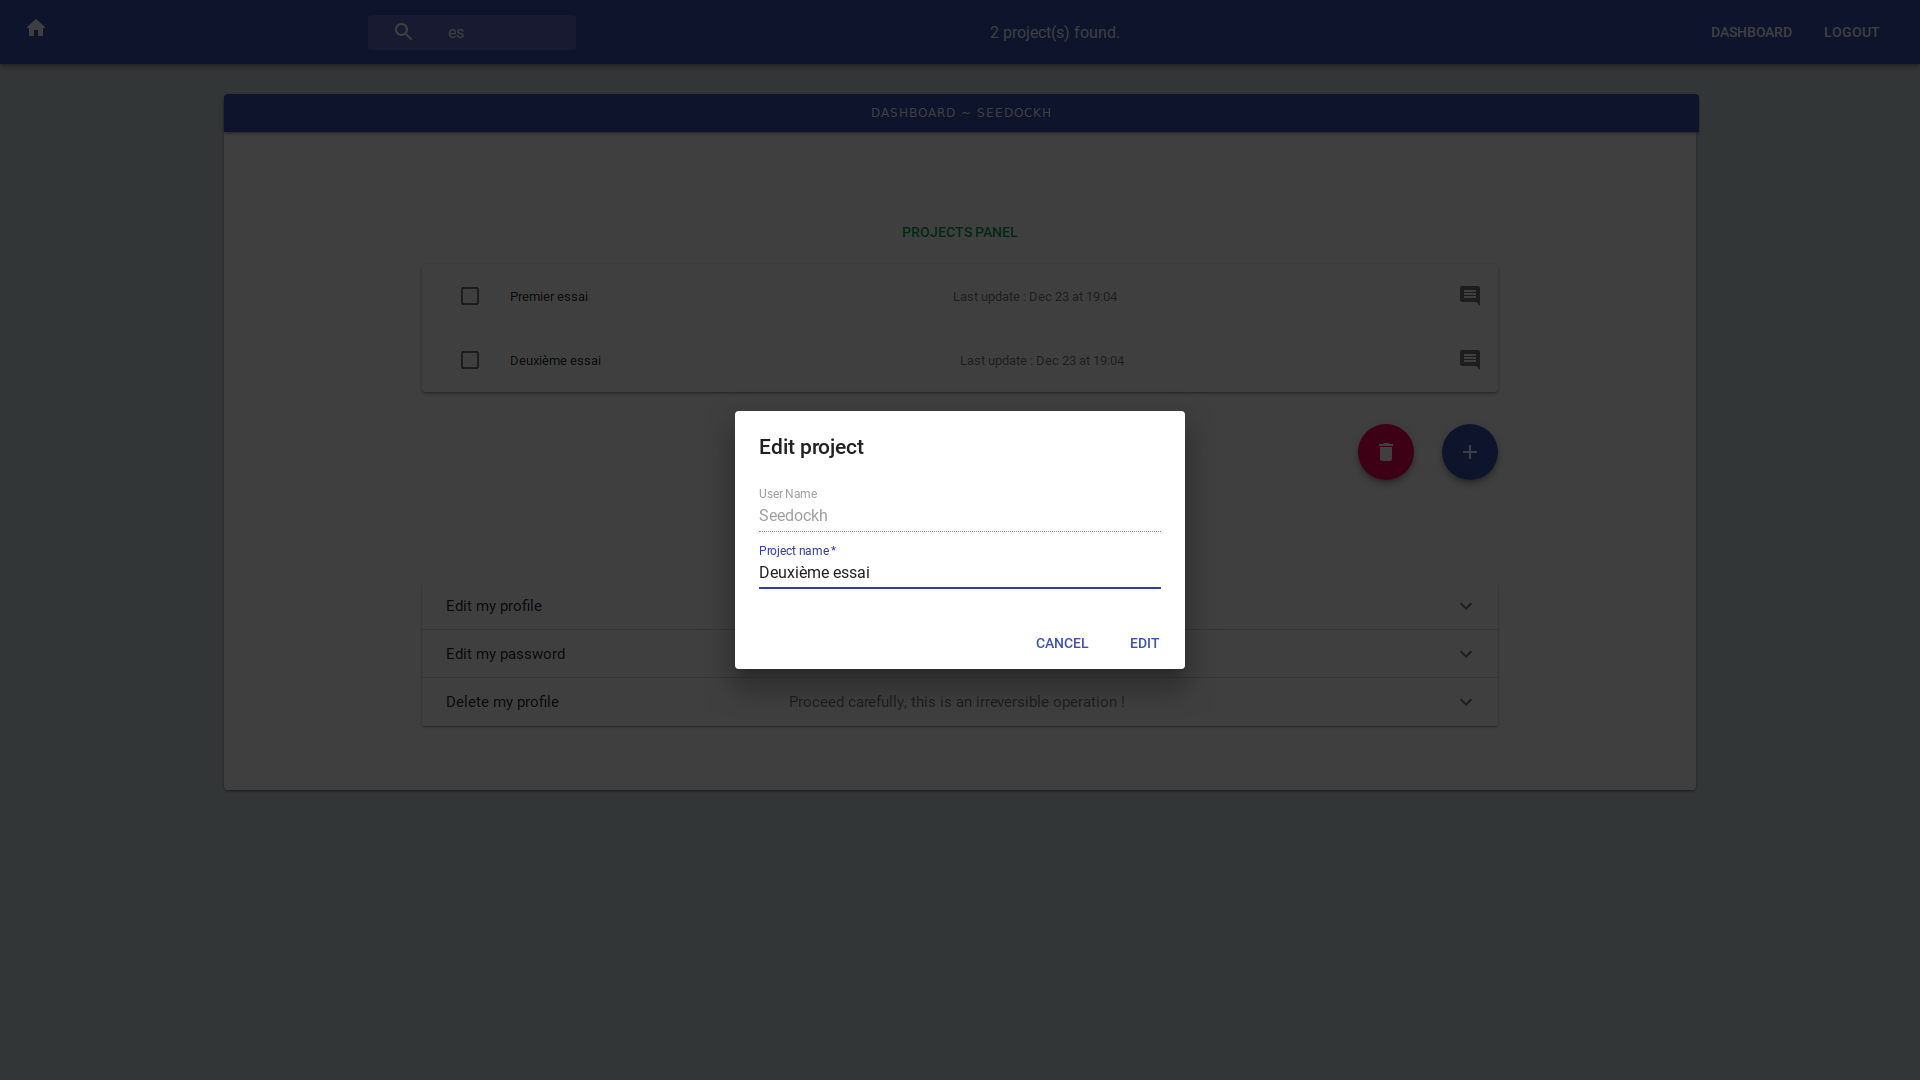 es
2 project(s) found.
DASHBOARD
LOGOUT
DASHBOARD ~ SEEDOCKH
PROJECTS PANEL
Premier essai
Last update : Dec 23 at 19:04
Deuxième essai
Last update : Dec 23 at 19:04
Edit project
User Name
Seedockh
Project name *
Deuxième essai
CANCEL
EDIT
Edit my profile
Edit my password
Delete my profile
Proceed carefully, this is an irreversible operation !